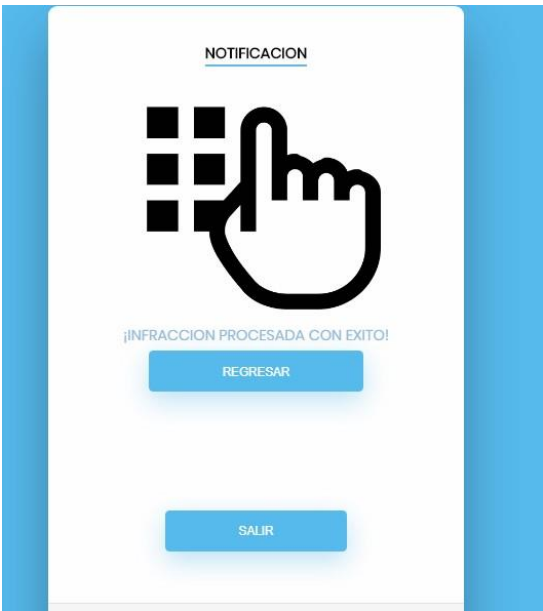 NOTIFICACION
¡INFRACCION PROCESADA CON EXITO!
REGRESAR
SALIR